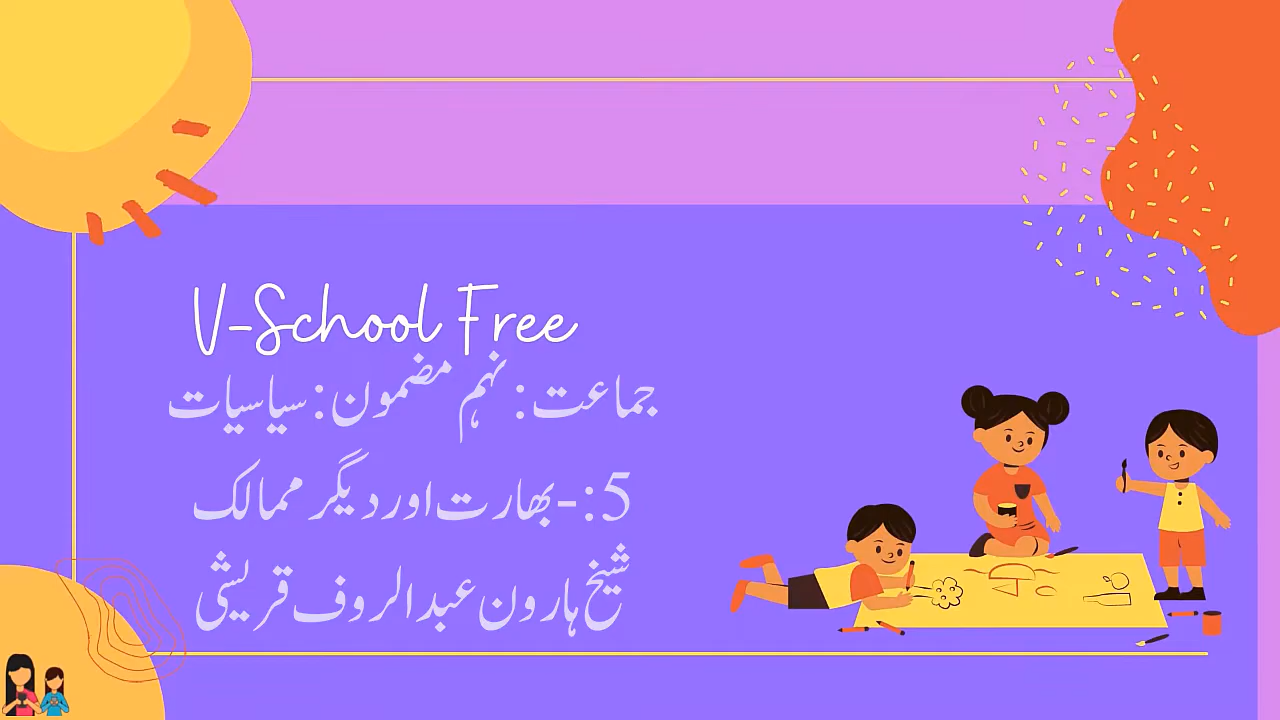 V-School Free
جماعت: نہم مضمون: سیاسیات
5:-بھارت اور دیگر ممالک
شیخ ہارون عبدالروف قریشی